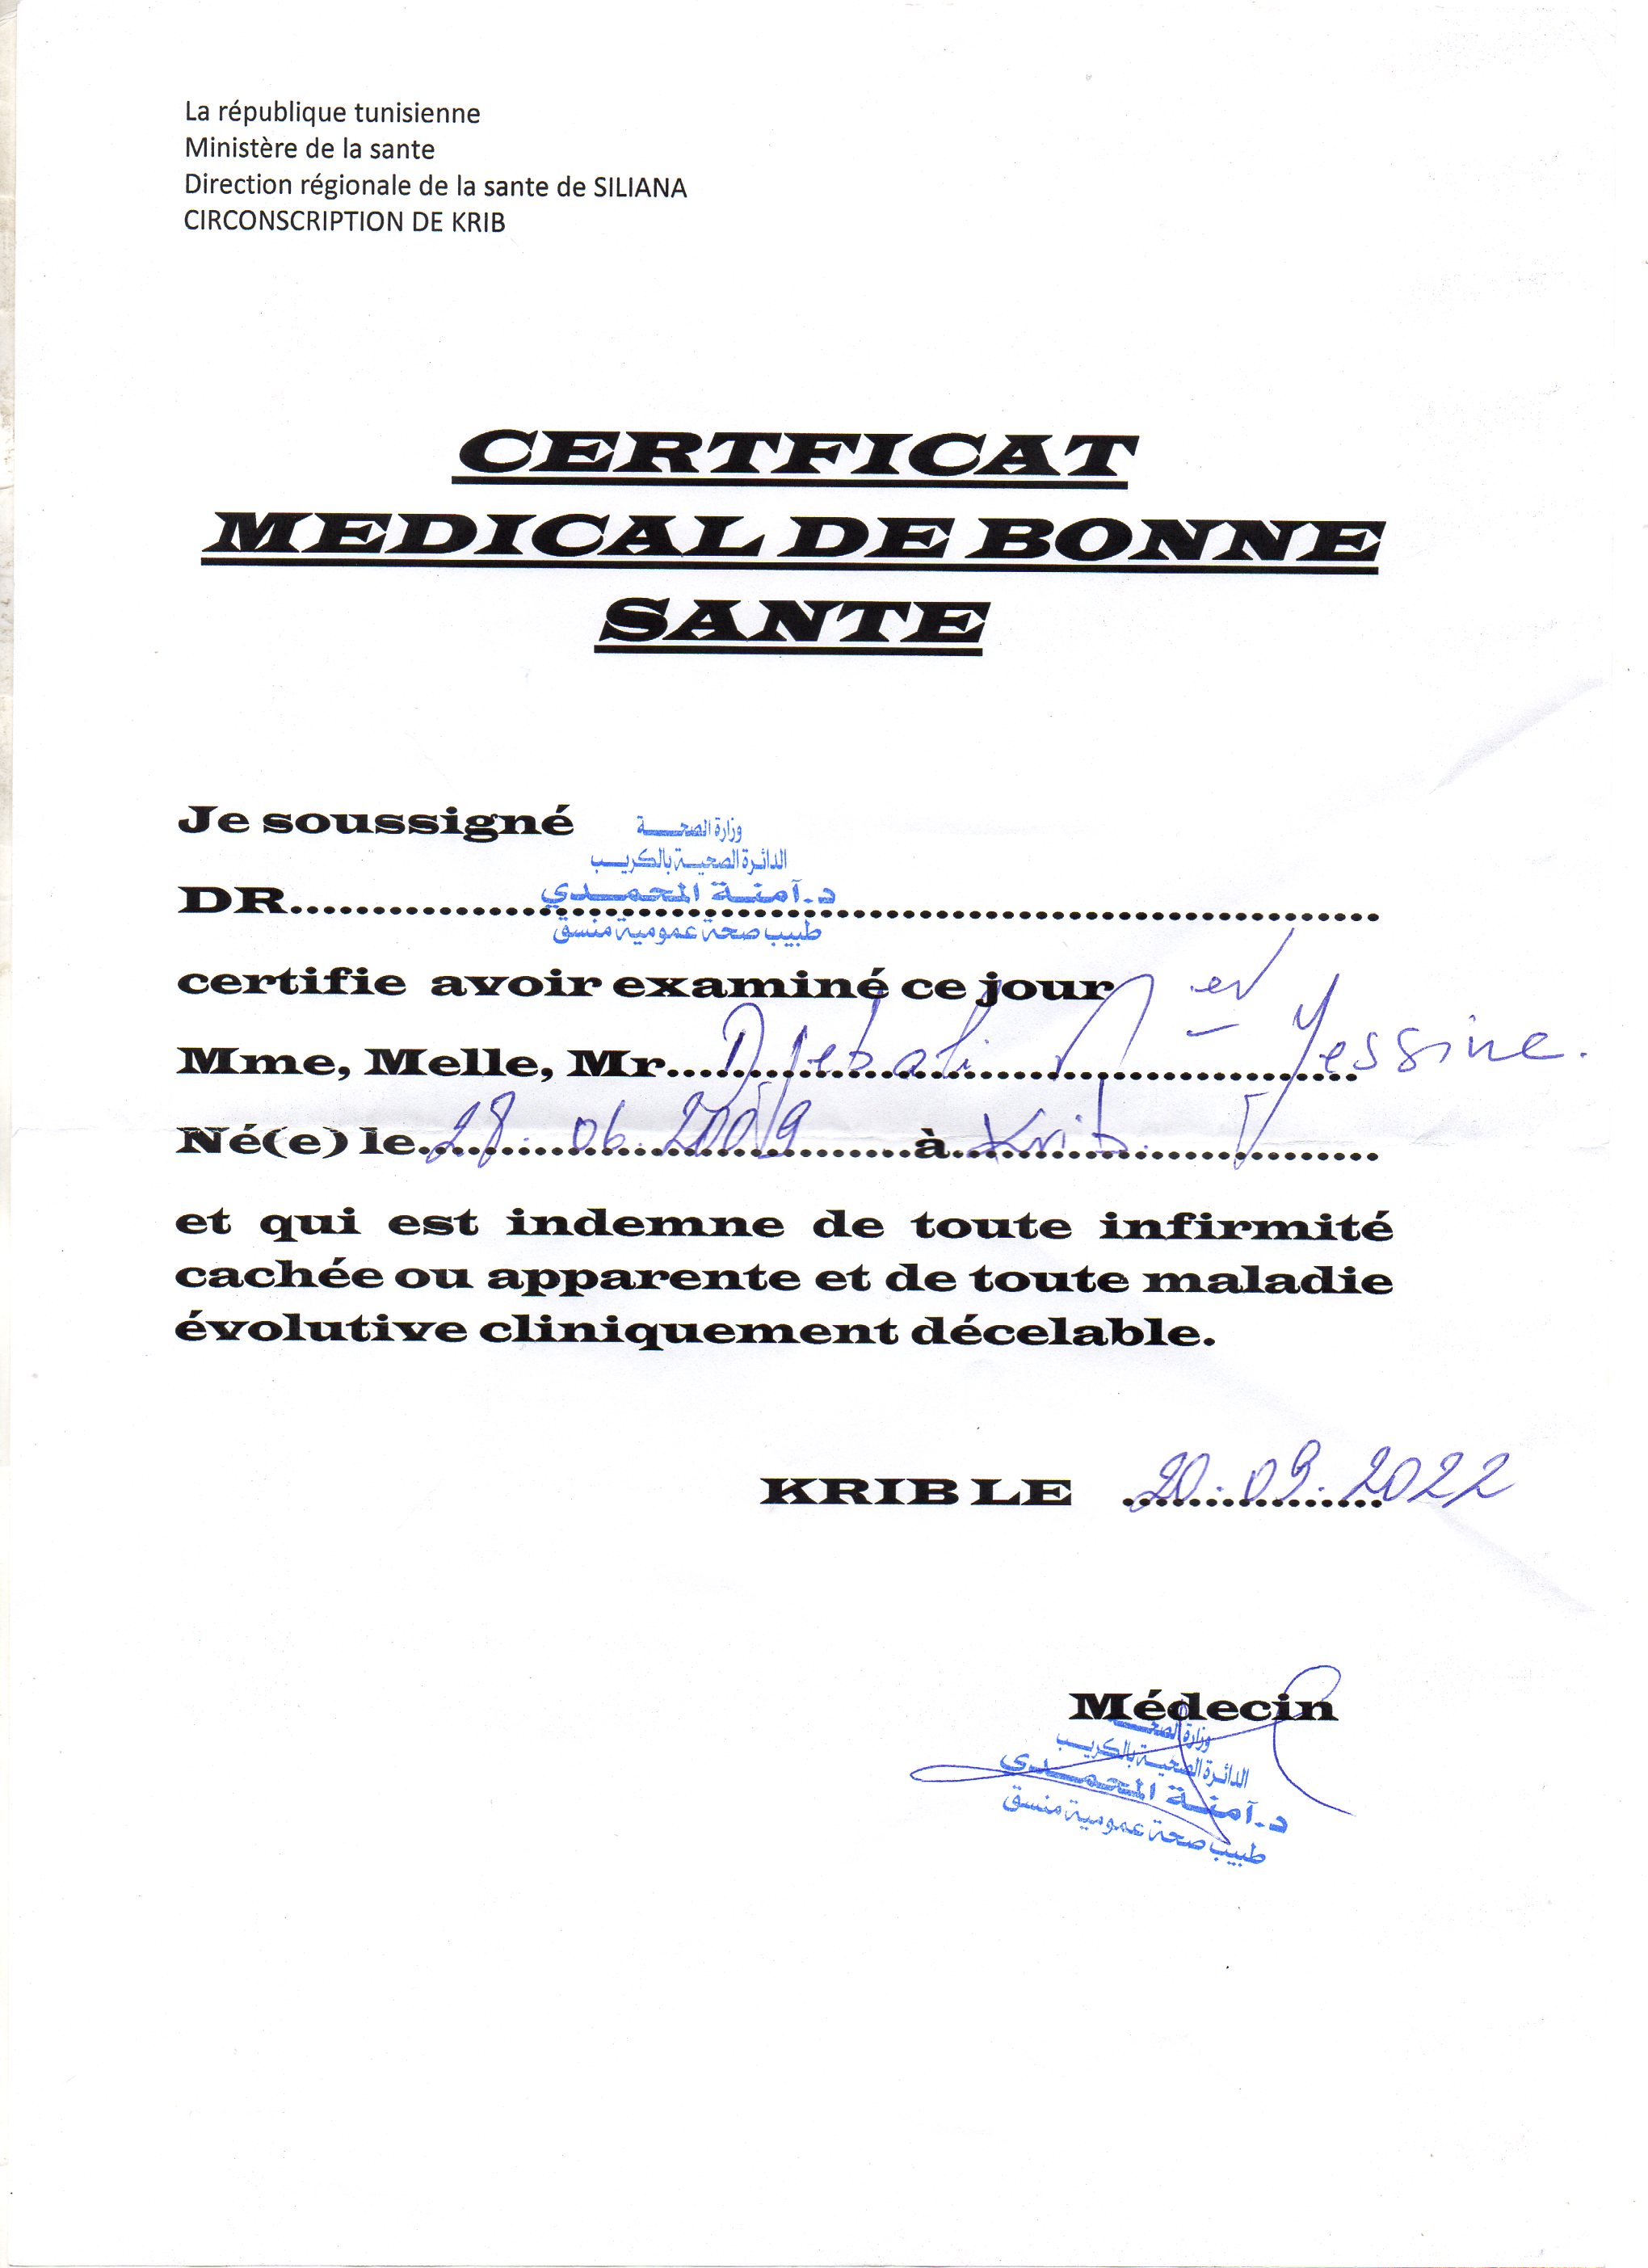 La république tunisienne
Ministère de la sante
Direction régionale de la sante de SILIANA
CIRCONSCRIPTION DE KRIB
CERTFICAT
MEDICAL DE BONNE
SANTE
Je soussigné
وزارة الصحة
الدائرة الصحية بالكريب
DR.......... د.آمنة المحمدي
طبيب صحة عمومية منسق
certifie avoir examiné ce jour
Mme, Melle, Mr..... Djebali Med Yessine.
Né(e) le..... 28.06.2009 .....à..... Krib
et qui est indemne de toute infirmité
cachée ou apparente et de toute maladie
évolutive cliniquement décelable.
KRIB LE 20.09.2022
Médecin
وزارة الصحة
الدائرة الصحية بالكريب
د.آمنة المحمدي
طبيب صحة عمومية منسق